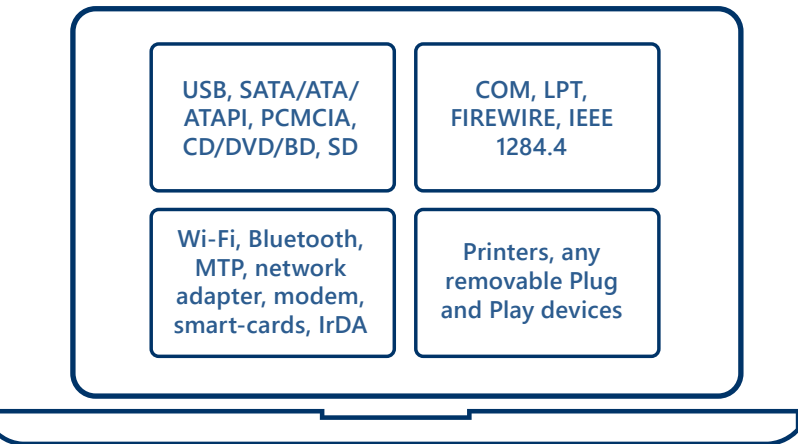 USB, SATA/ATA/
ATAPI, PCMCIA,
CD/DVD/BD, SD
COM, LPT,
FIREWIRE, IEEE
1284.4
Wi-Fi, Bluetooth,
MTP, network
adapter, modem,
smart-cards, IrDA
Printers, any
removable Plug
and Play devices